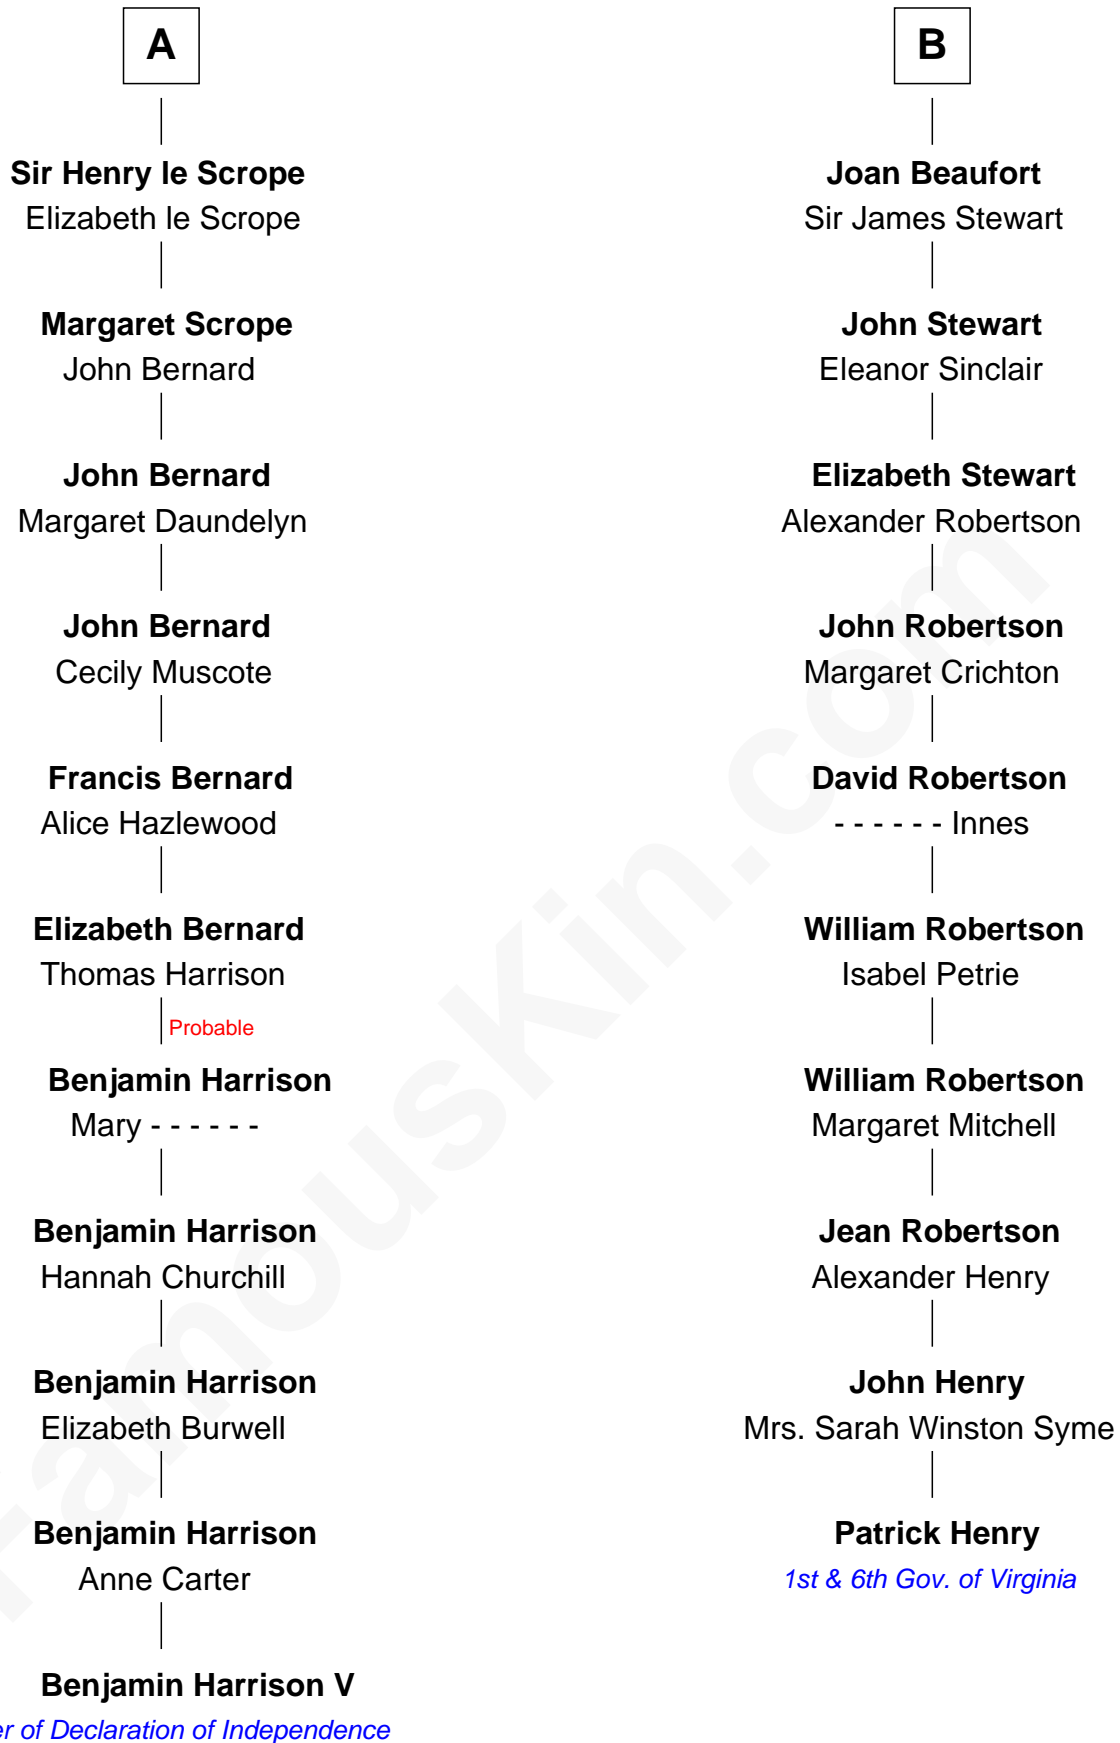 A
Sir Henry le Scrope
Elizabeth le Scrope
Margaret Scrope
John Bernard
John Bernard
Margaret Daundelyn
John Bernard
Cecily Muscote
Francis Bernard
Alice Hazlewood
Elizabeth Bernard
Thomas Harrison
Probable
Benjamin Harrison
Mary - - - - - -
Benjamin Harrison
Hannah Churchill
Benjamin Harrison
Elizabeth Burwell
Benjamin Harrison
Anne Carter
Benjamin Harrison V
of Declaration of Independence
B
Joan Beaufort
Sir James Stewart
John Stewart
Eleanor Sinclair
Elizabeth Stewart
Alexander Robertson
John Robertson
Margaret Crichton
David Robertson
- - - - - - Innes
William Robertson
Isabel Petrie
William Robertson
Margaret Mitchell
Jean Robertson
Alexander Henry
John Henry
Mrs. Sarah Winston Syme
Patrick Henry
1st & 6th Gov. of Virginia
FamousKin.com